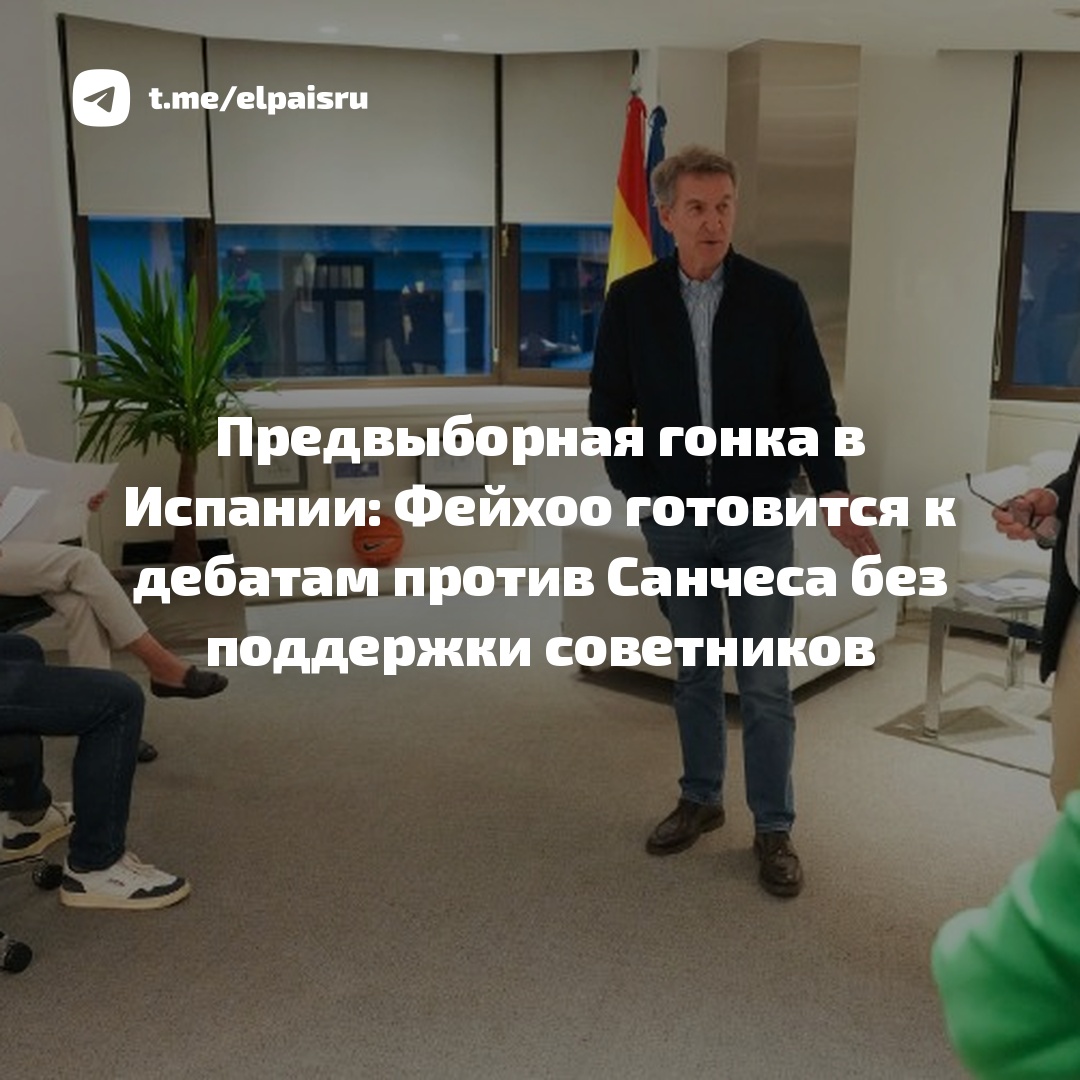 t.me/elpaisru
Предвыборная гонка в
Испании: Фейхоо готовится к
дебатам против Санчеса без
поддержки советников